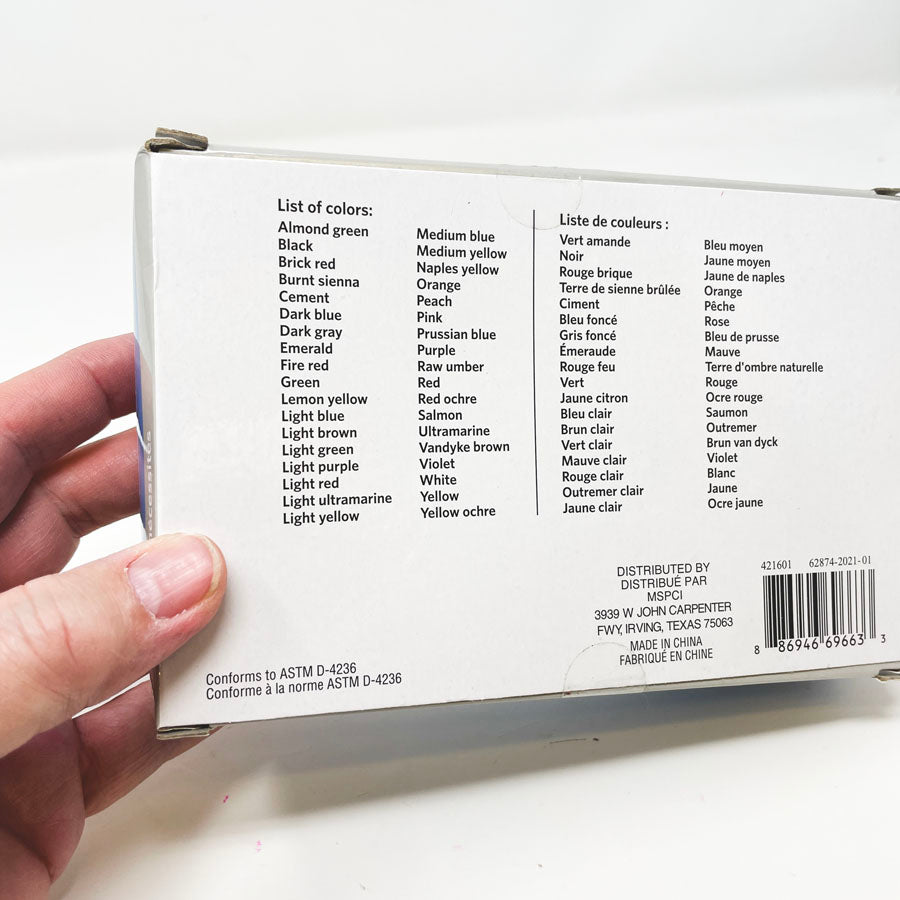 List of colors:
Almond green
Black
Brick red
Burnt sienna
Cement
Dark blue
Dark gray
Emerald
Fire red
Green
Lemon yellow
Light blue
Light brown
Light green
Light purple
Light red
Light ultramarine
Light yellow
Medium blue
Medium yellow
Naples yellow
Orange
Peach
Pink
Prussian blue
Purple
Raw umber
Red
Red ochre
Salmon
Ultramarine
Vandyke brown
Violet
White
Yellow
Yellow ochre
Liste de couleurs :
Vert amande
Noir
Rouge brique
Terre de sienne brûlée
Ciment
Bleu foncé
Gris foncé
Émeraude
Rouge feu
Vert
Jaune citron
Bleu clair
Brun clair
Vert clair
Mauve clair
Rouge clair
Outremer clair
Jaune clair
Bleu moyen
Jaune moyen
Jaune de naples
Orange
Pêche
Rose
Bleu de prusse
Mauve
Terre d'ombre naturelle
Rouge
Ocre rouge
Saumon
Outremer
Brun van dyck
Violet
Blanc
Jaune
Ocre jaune
DISTRIBUTED BY
DISTRIBUÉ PAR
MSPCI
3939 W JOHN CARPENTER
FWY, IRVING, TEXAS 75063
MADE IN CHINA
FABRIQUÉ EN CHINE
421601 62874-2021-01
8 86946 69663 3
Conforms to ASTM D-4236
Conforme à la norme ASTM D-4236